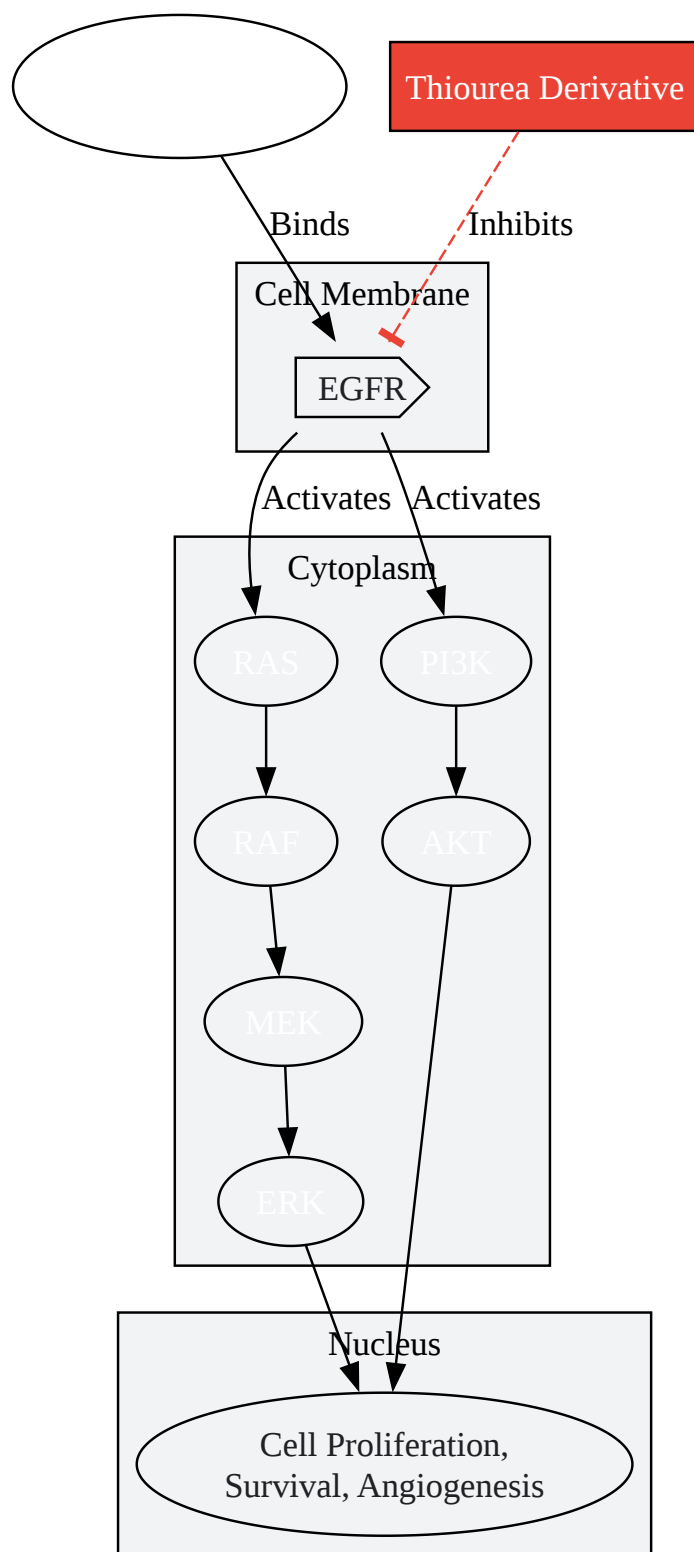 Thiourea Derivative
Binds
Inhibits
Cell Membrane
EGFR
Activates
Activates
Cytoplasm
RAS
PI3K
RAF
AKT
MEK
ERK
Nucleus
Cell Proliferation,
Survival, Angiogenesis